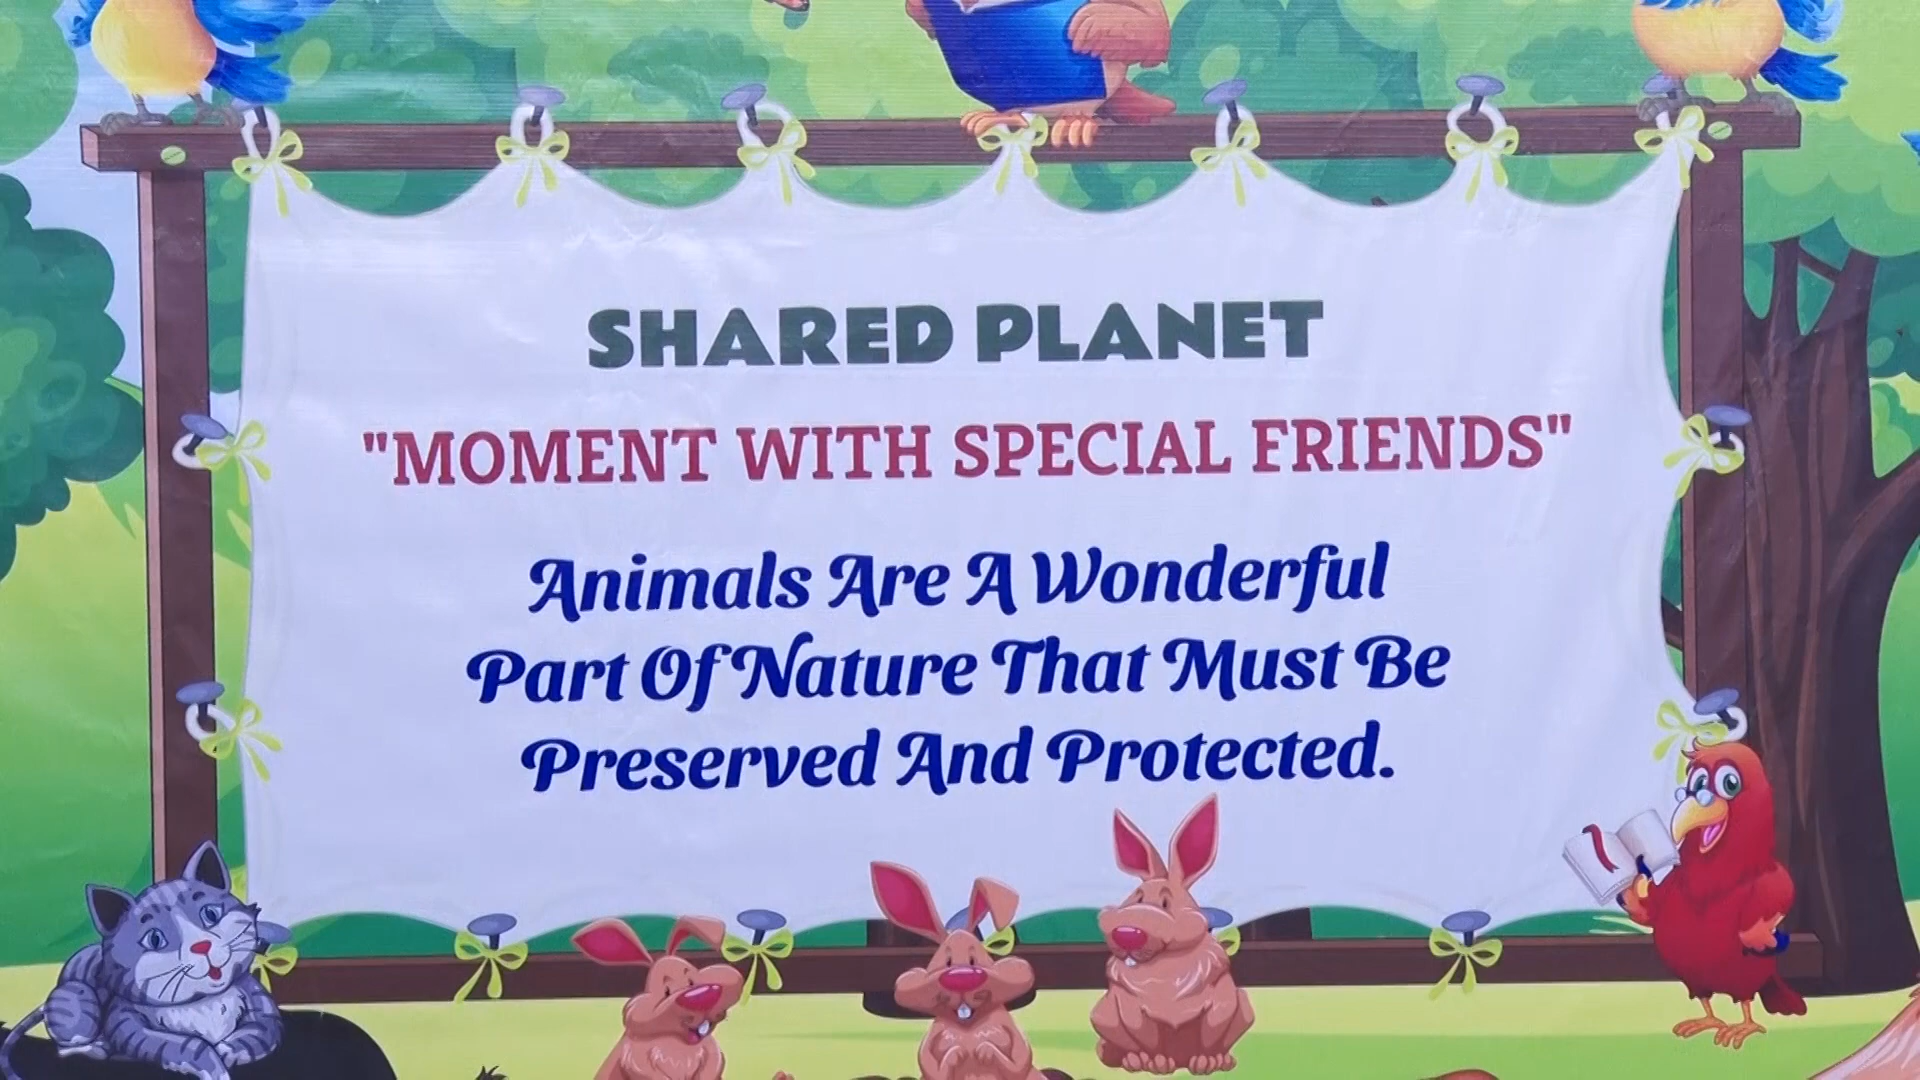 SHARED PLANET
"MOMENT WITH SPECIAL FRIENDS"
Animals Are A Wonderful
Part Of Nature That Must Be
Preserved And Protected.